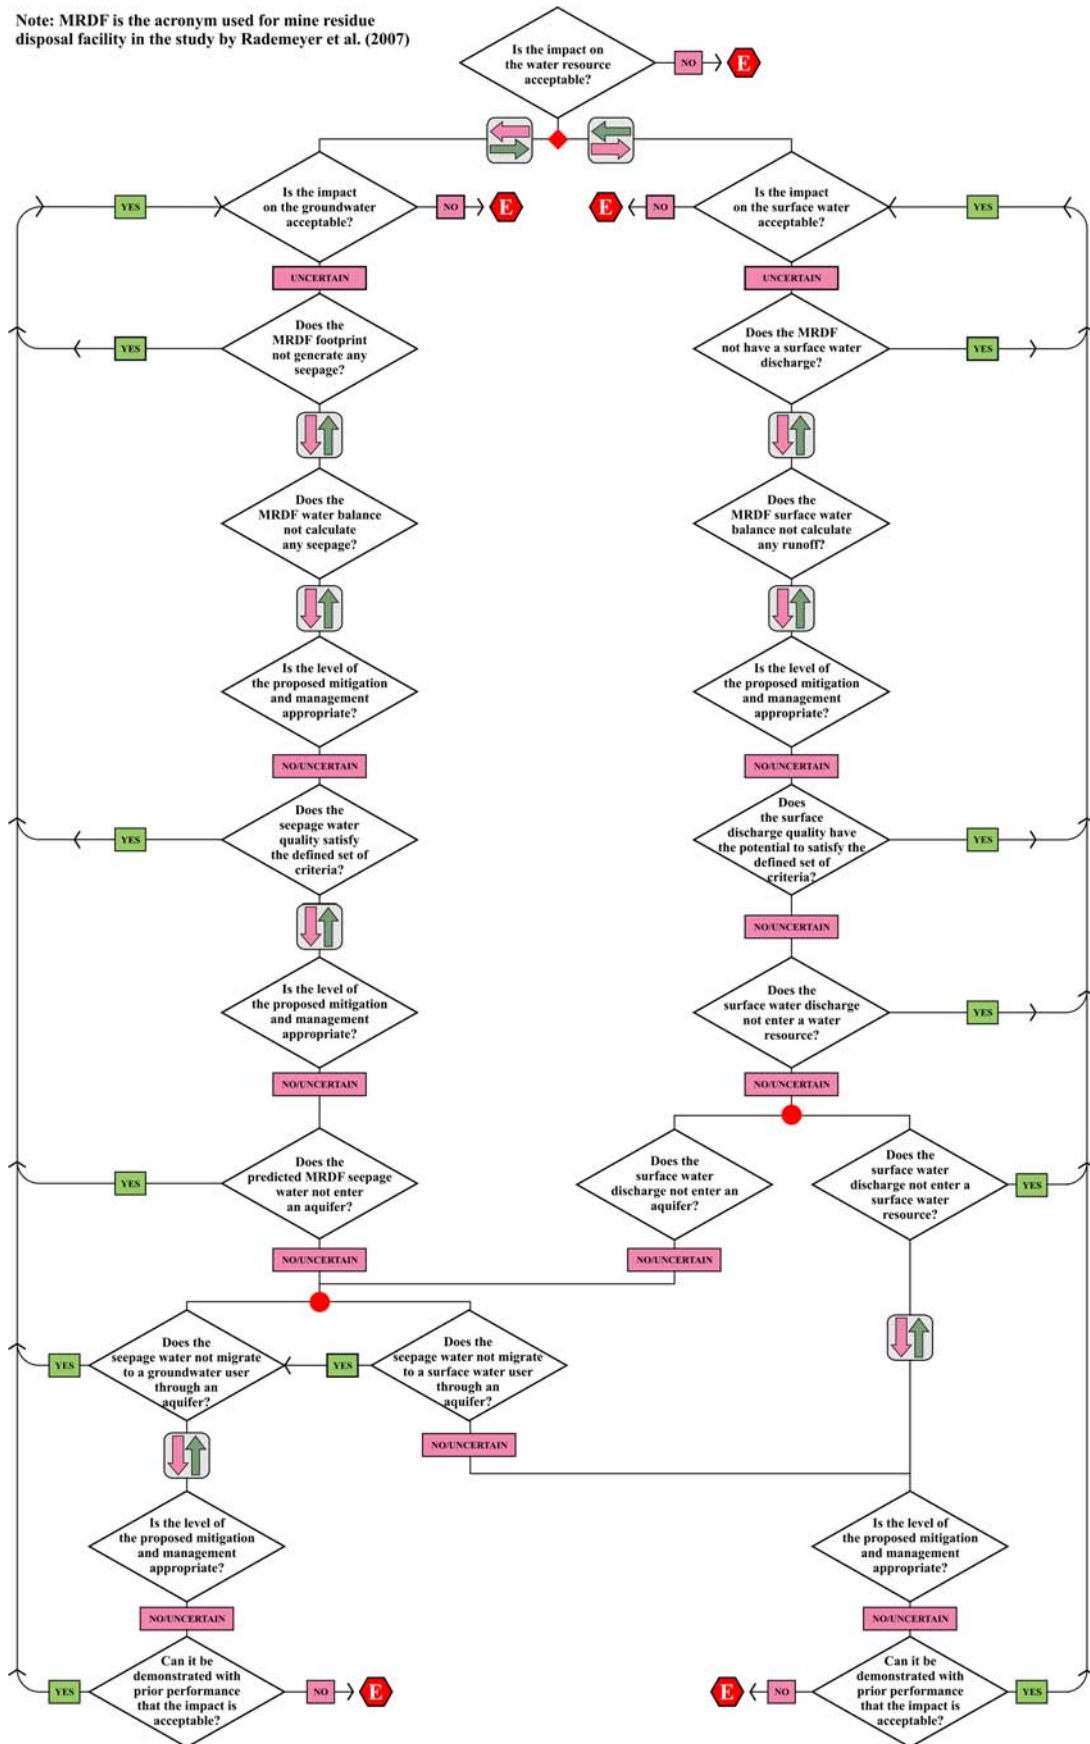 Note: MRDF is the acronym used for mine residue
disposal facility in the study by Rademeyer et al. (2007)
Is the impact on
the water resource
acceptable?
NO
E
Is the impact
on the groundwater
acceptable?
YES
NO
E
E
NO
Is the impact
on the surface water
acceptable?
YES
UNCERTAIN
UNCERTAIN
YES
Does the
MRDF footprint
not generate any
seepage?
Does the MRDF
not have a surface water
discharge?
YES
Does the
MRDF water balance
not calculate
any seepage?
Does the
MRDF surface water
balance not calculate
any runoff?
Is the level of
the proposed mitigation
and management
appropriate?
Is the level of
the proposed mitigation
and management
appropriate?
NO/UNCERTAIN
NO/UNCERTAIN
YES
Does the
seepage water
quality satisfy
the defined set of
criteria?
Does
the surface
discharge quality have
the potential to satisfy the
defined set of
criteria?
YES
NO/UNCERTAIN
Is the level of
the proposed mitigation
and management
appropriate?
Does the
surface water discharge
not enter a water
resource?
YES
NO/UNCERTAIN
NO/UNCERTAIN
YES
Does the
predicted MRDF seepage
water not enter
an aquifer?
Does the
surface water
discharge not enter an
aquifer?
Does the
surface water
discharge not enter a
surface water
resource?
YES
NO/UNCERTAIN
NO/UNCERTAIN
YES
Does the
seepage water not migrate
to a groundwater user
through an
aquifer?
YES
Does the
seepage water not migrate
to a surface water user
through an
aquifer?
NO/UNCERTAIN
Is the level of
the proposed mitigation
and management
appropriate?
Is the level of
the proposed mitigation
and management
appropriate?
NO/UNCERTAIN
NO/UNCERTAIN
YES
Can it be
demonstrated with
prior performance
that the impact is
acceptable?
NO
E
E
NO
Can it be
demonstrated with
prior performance
that the impact is
acceptable?
YES